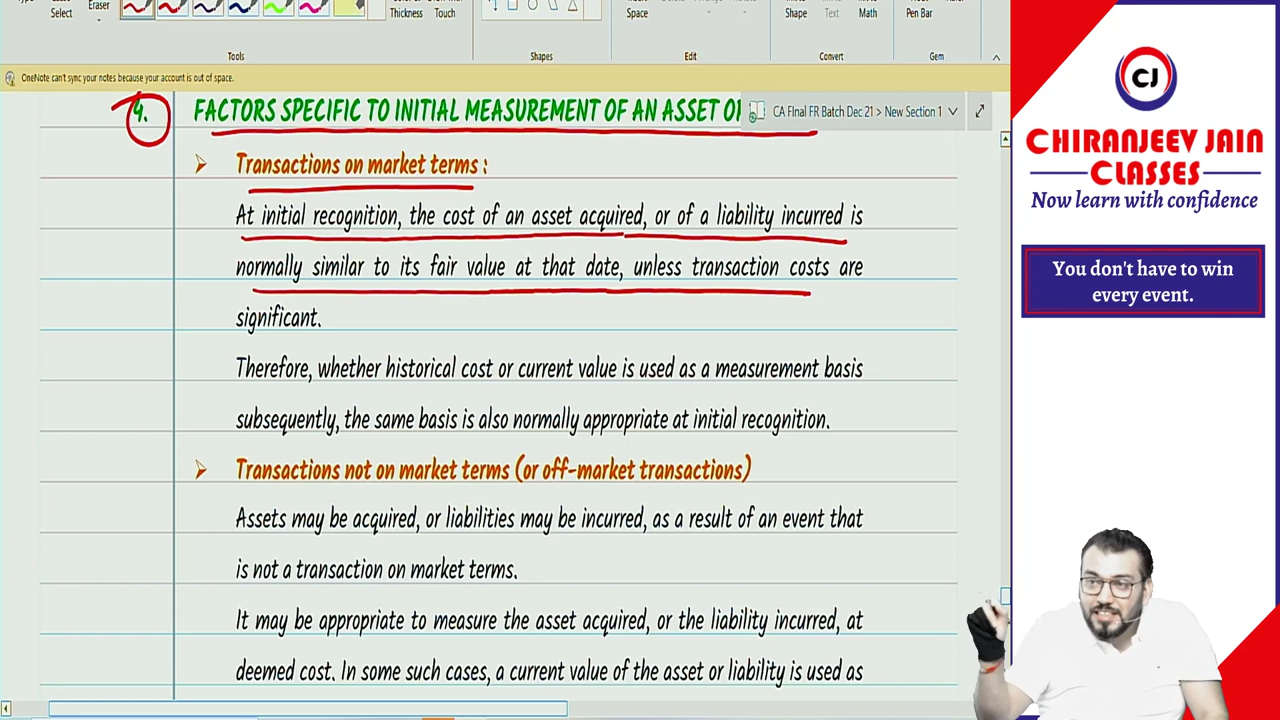 Eraser
Select
Thickness
Touch
Space
Shape
Text
Math
Pen Bar
Tools
Shapes
Edit
Convert
Gem
OneNote can't sync your notes because your account is out of space.
4. FACTORS SPECIFIC TO INITIAL MEASUREMENT OF AN ASSET OR
CA FInal FR Batch Dec 21 > New Section 1
Transactions on market terms :
At initial recognition, the cost of an asset acquired, or of a liability incurred is
normally similar to its fair value at that date, unless transaction costs are
significant.
Therefore, whether historical cost or current value is used as a measurement basis
subsequently, the same basis is also normally appropriate at initial recognition.
Transactions not on market terms (or off-market transactions)
Assets may be acquired, or liabilities may be incurred, as a result of an event that
is not a transaction on market terms.
It may be appropriate to measure the asset acquired, or the liability incurred, at
deemed cost. In some such cases, a current value of the asset or liability is used as
CJ
CHIRANJEEV JAIN
CLASSES
Now learn with confidence
You don't have to win
every event.